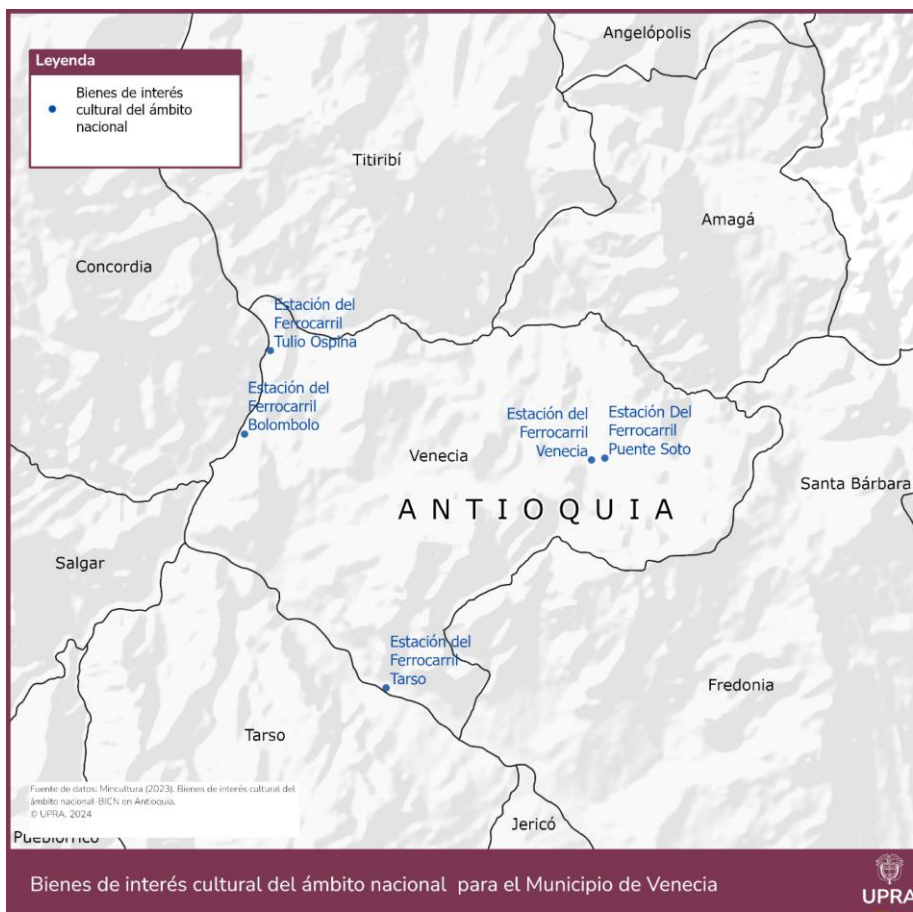 Leyenda
Bienes de interés
cultural del ámbito
nacional
Angelópolis
Titiribí
Amagá
Concordia
Estación del
Ferrocarril
Tulio Ospina
Estación del
Ferrocarril
Bolombolo
Estación del
Ferrocarril
Venecia
Estación Del
Ferrocarril
Puente Soto
Venecia
Santa Bárbara
ANTIOQUIA
Salgar
Estación del
Ferrocarril
Tarso
Fredonia
Tarso
Fuente de datos: Mincultura (2023). Bienes de interés cultural del
ámbito nacional-BICN en Antioquia.
© UPRA, 2024
Jericó
Pueblorrico
Bienes de interés cultural del ámbito nacional para el Municipio de Venecia
UPRA